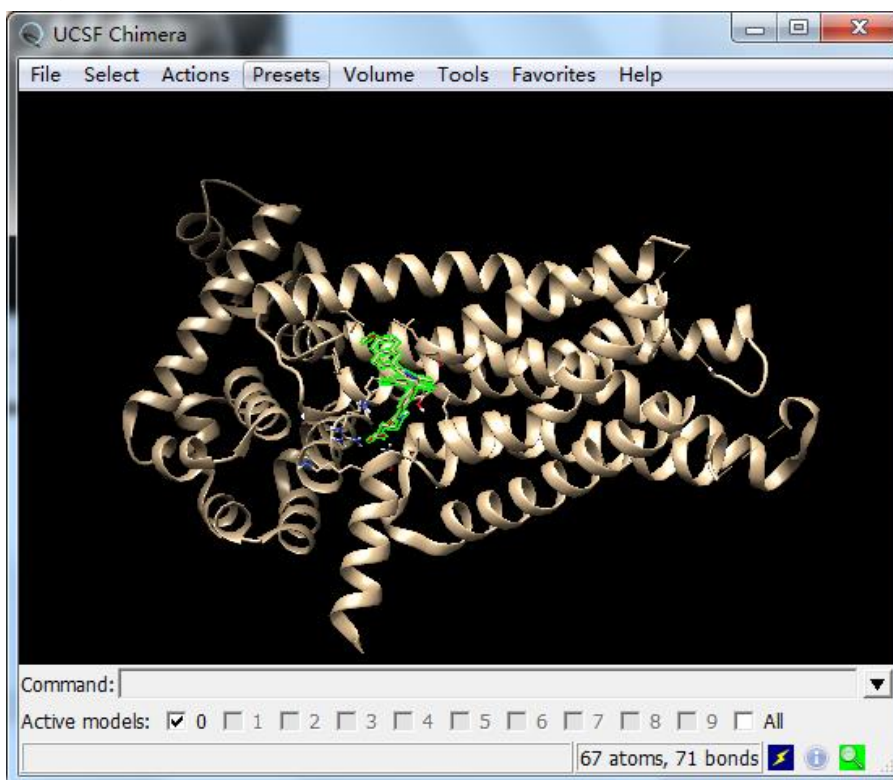 UCSF Chimera
File Select Actions Presets Volume Tools Favorites Help
Command:
Active models: 0 1 2 3 4 5 6 7 8 9 All
67 atoms, 71 bonds